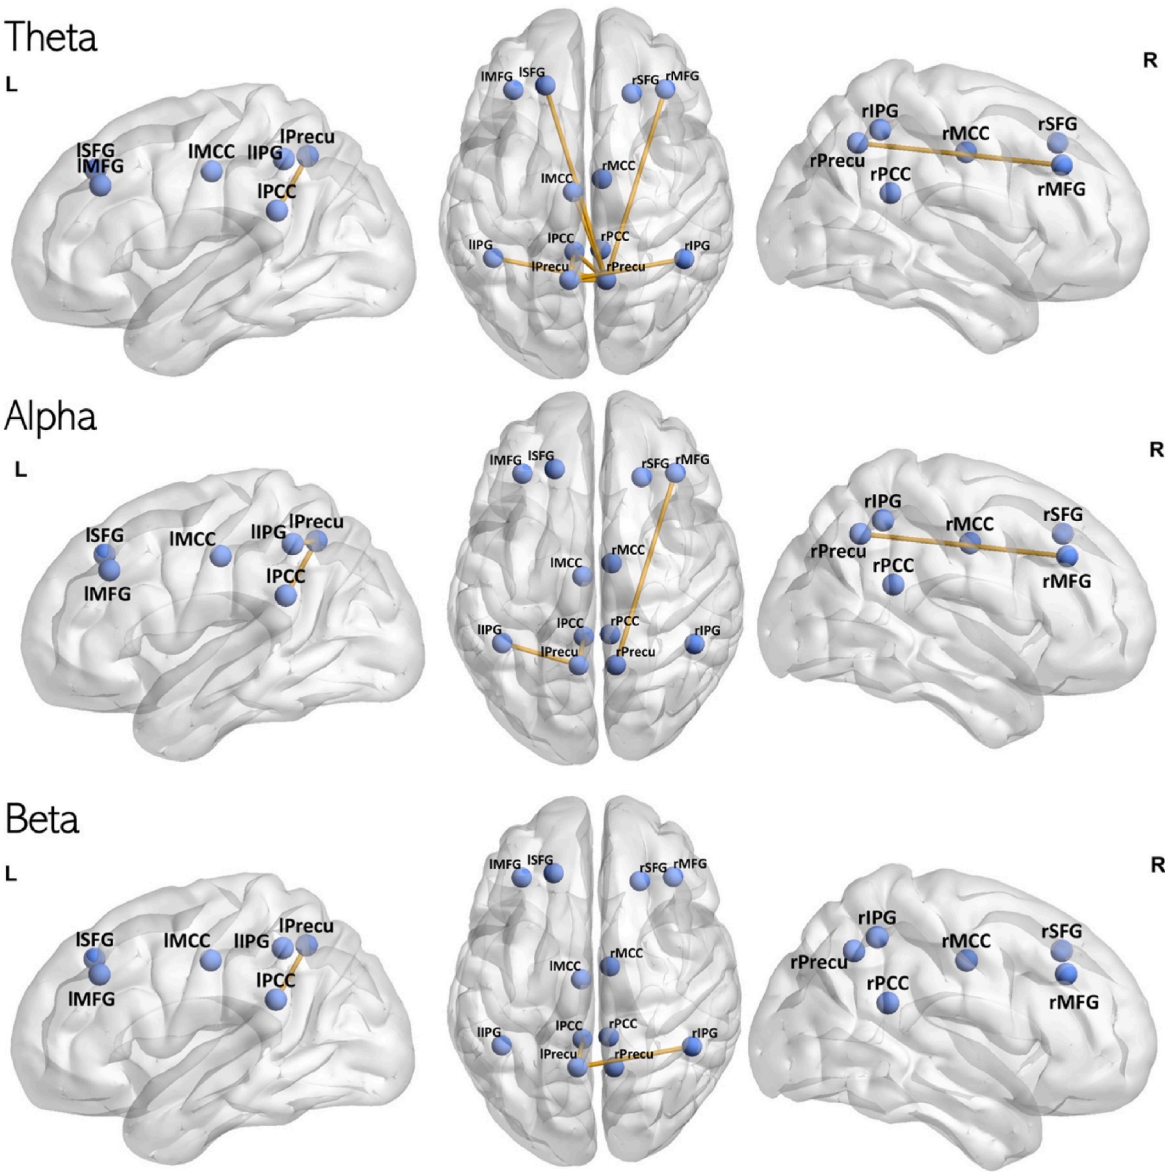 Theta
L
R
lSFG
lMFG
lMCC
lIPG
lPrecu
lPCC
lMFG
lSFG
rSFG
rMFG
rMCC
lMCC
lPCC
rPCC
lIPG
rIPG
lPrecu
rPrecu
rIPG
rMCC
rSFG
rPrecu
rPCC
rMFG
Alpha
L
R
lSFG
lMCC
lIPG
lPrecu
lPCC
lMFG
lMFG
lSFG
rSFG
rMFG
rMCC
lMCC
lPCC
rPCC
lIPG
rIPG
lPrecu
rPrecu
rIPG
rMCC
rSFG
rPrecu
rPCC
rMFG
Beta
L
R
lSFG
lMCC
lIPG
lPrecu
lPCC
lMFG
lMFG
lSFG
rSFG
rMFG
rMCC
lMCC
lPCC
rPCC
lIPG
rIPG
lPrecu
rPrecu
rIPG
rMCC
rSFG
rPrecu
rPCC
rMFG